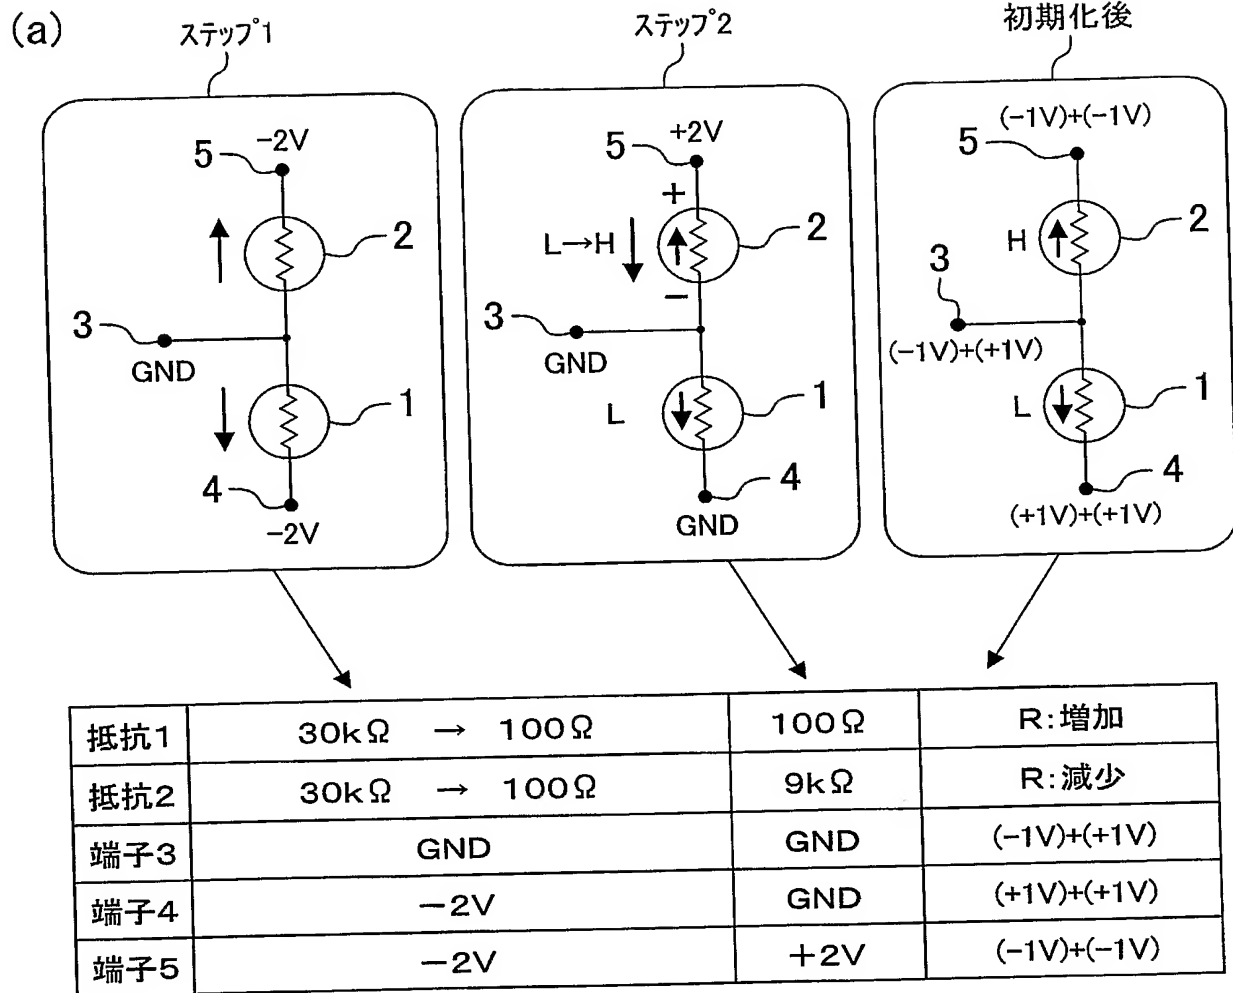 (a)
ステップ1
-2V
5
2
3
GND
1
4
-2V
ステップ2
5
+2V
+
L→H
2
-
3
GND
L
1
4
GND
初期化後
(-1V)+(-1V)
5
H
2
3
(-1V)+(+1V)
L
1
4
(+1V)+(+1V)
抵抗1 30kΩ → 100Ω 100Ω R:増加
抵抗2 30kΩ → 100Ω 9kΩ R:減少
端子3 GND GND (-1V)+(+1V)
端子4 -2V GND (+1V)+(+1V)
端子5 -2V +2V (-1V)+(-1V)